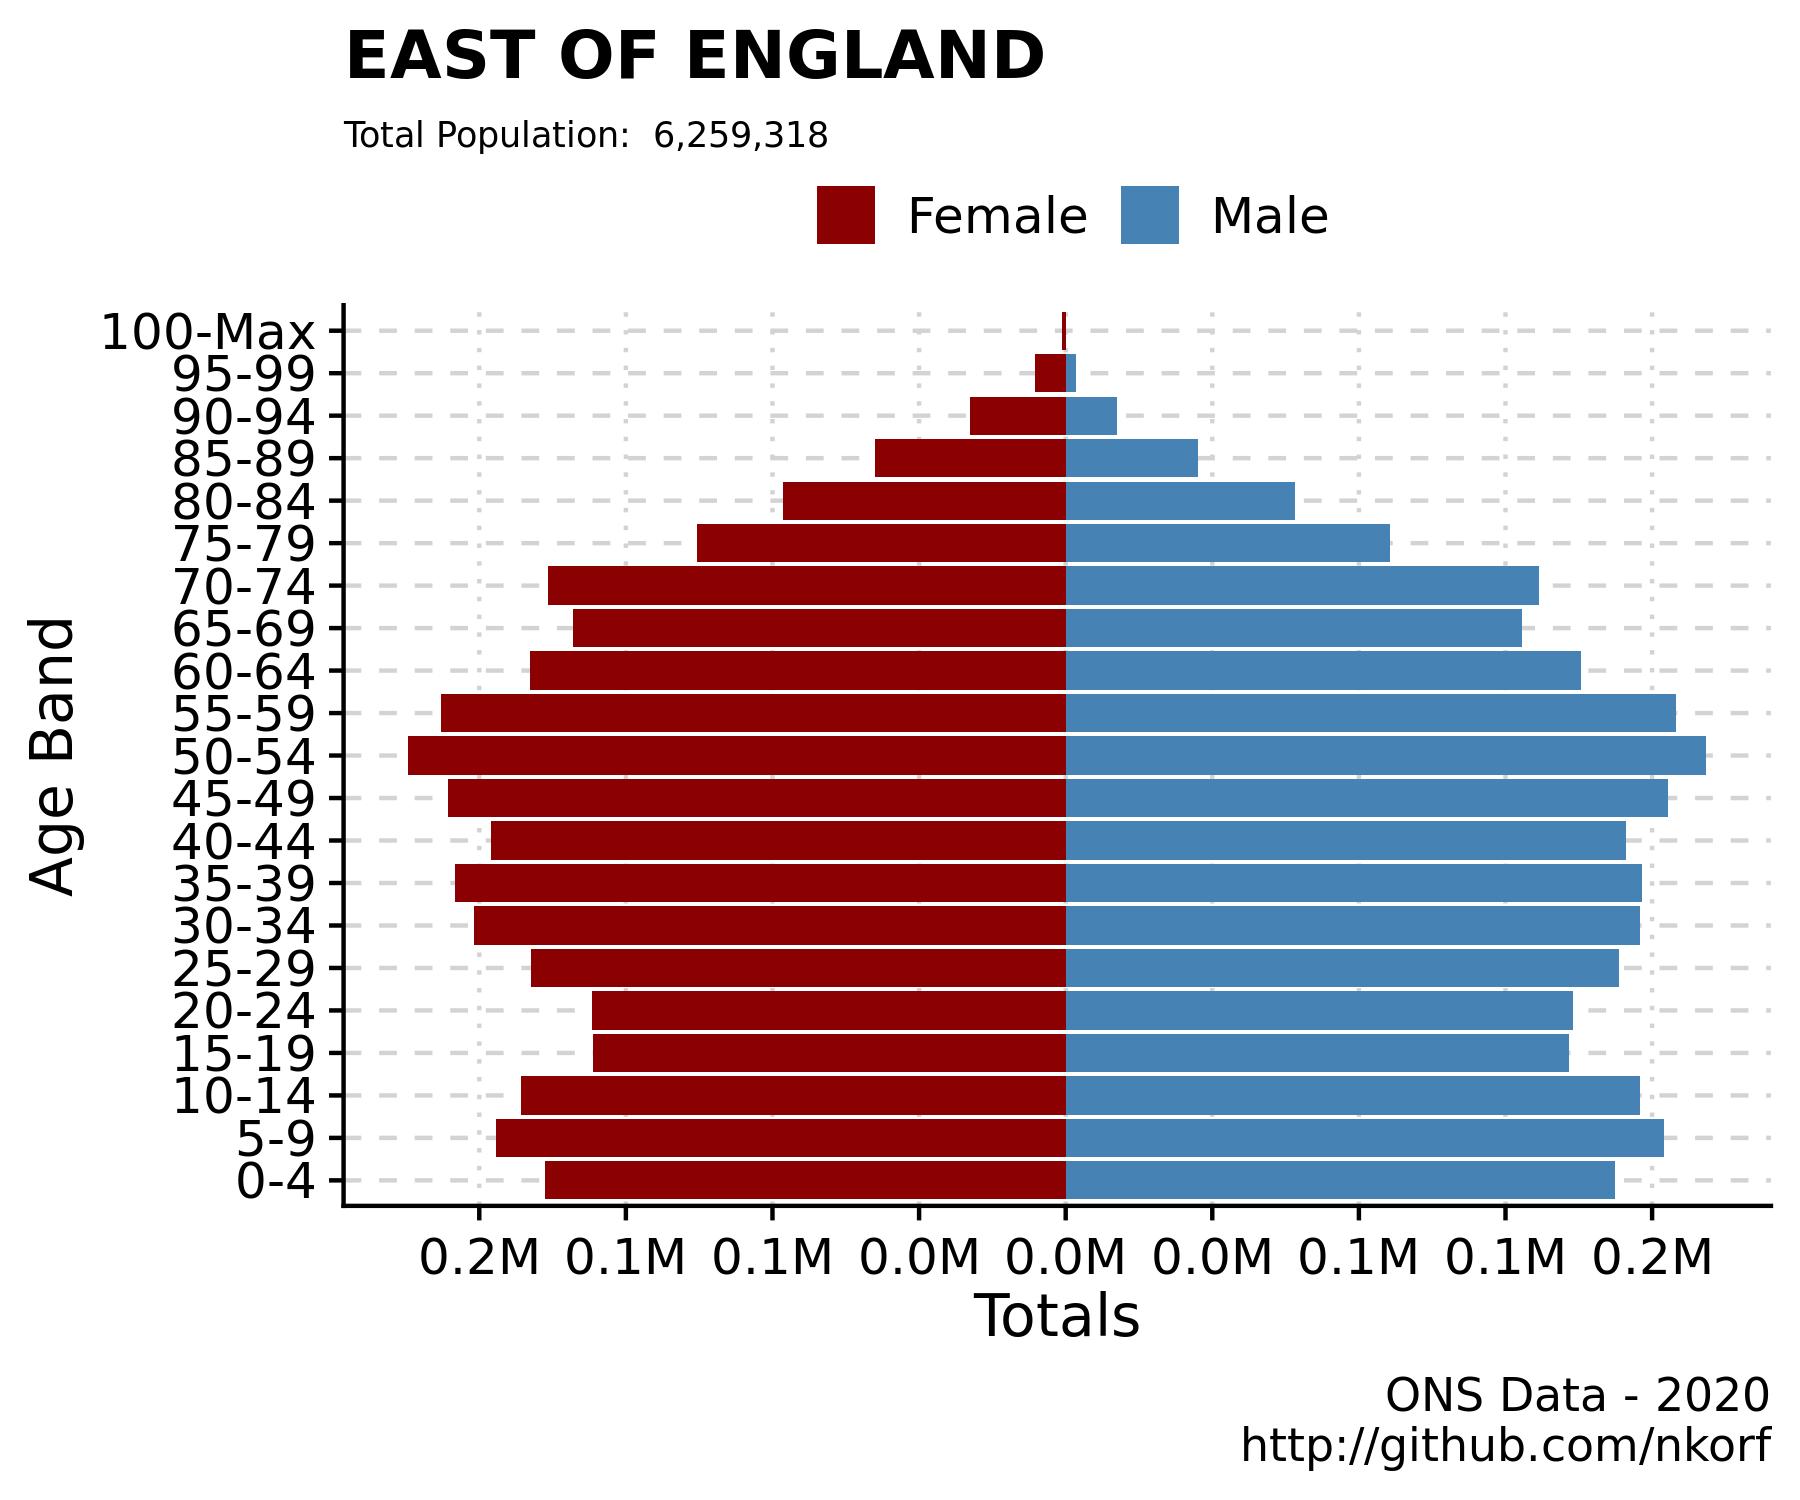 EAST OF ENGLAND
Total Population:  6,259,318
Female Male
100-Max
95-99
90-94
85-89
80-84
75-79
70-74
65-69
60-64
55-59
50-54
45-49
40-44
35-39
30-34
25-29
20-24
15-19
10-14
5-9
0-4
Age Band
0.2M 0.1M 0.1M 0.0M 0.0M 0.0M 0.1M 0.1M 0.2M
Totals
ONS Data - 2020
http://github.com/nkorf